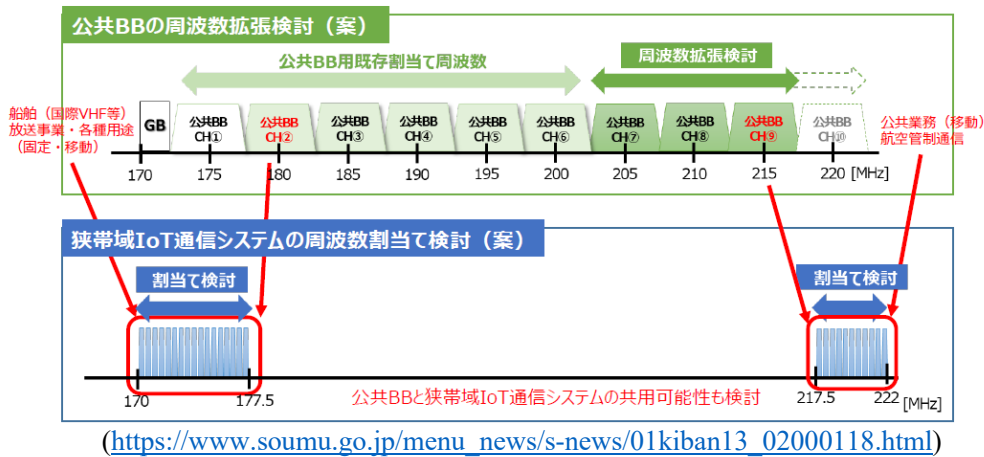 公共BBの周波数拡張検討（案）
公共BB用既存割当て周波数
周波数拡張検討
船舶（国際VHF等）
放送事業・各種用途
（固定・移動）
GB
公共BB
CH①
公共BB
CH②
公共BB
CH③
公共BB
CH④
公共BB
CH⑤
公共BB
CH⑥
公共BB
CH⑦
公共BB
CH⑧
公共BB
CH⑨
公共BB
CH⑩
公共業務（移動）
航空管制通信
170 175 180 185 190 195 200 205 210 215 220 [MHz]
狭帯域IoT通信システムの周波数割当て検討（案）
割当て検討
割当て検討
公共BBと狭帯域IoT通信システムの共用可能性も検討
170 177.5 217.5 222 [MHz]
(https://www.soumu.go.jp/menu_news/s-news/01kiban13_02000118.html)